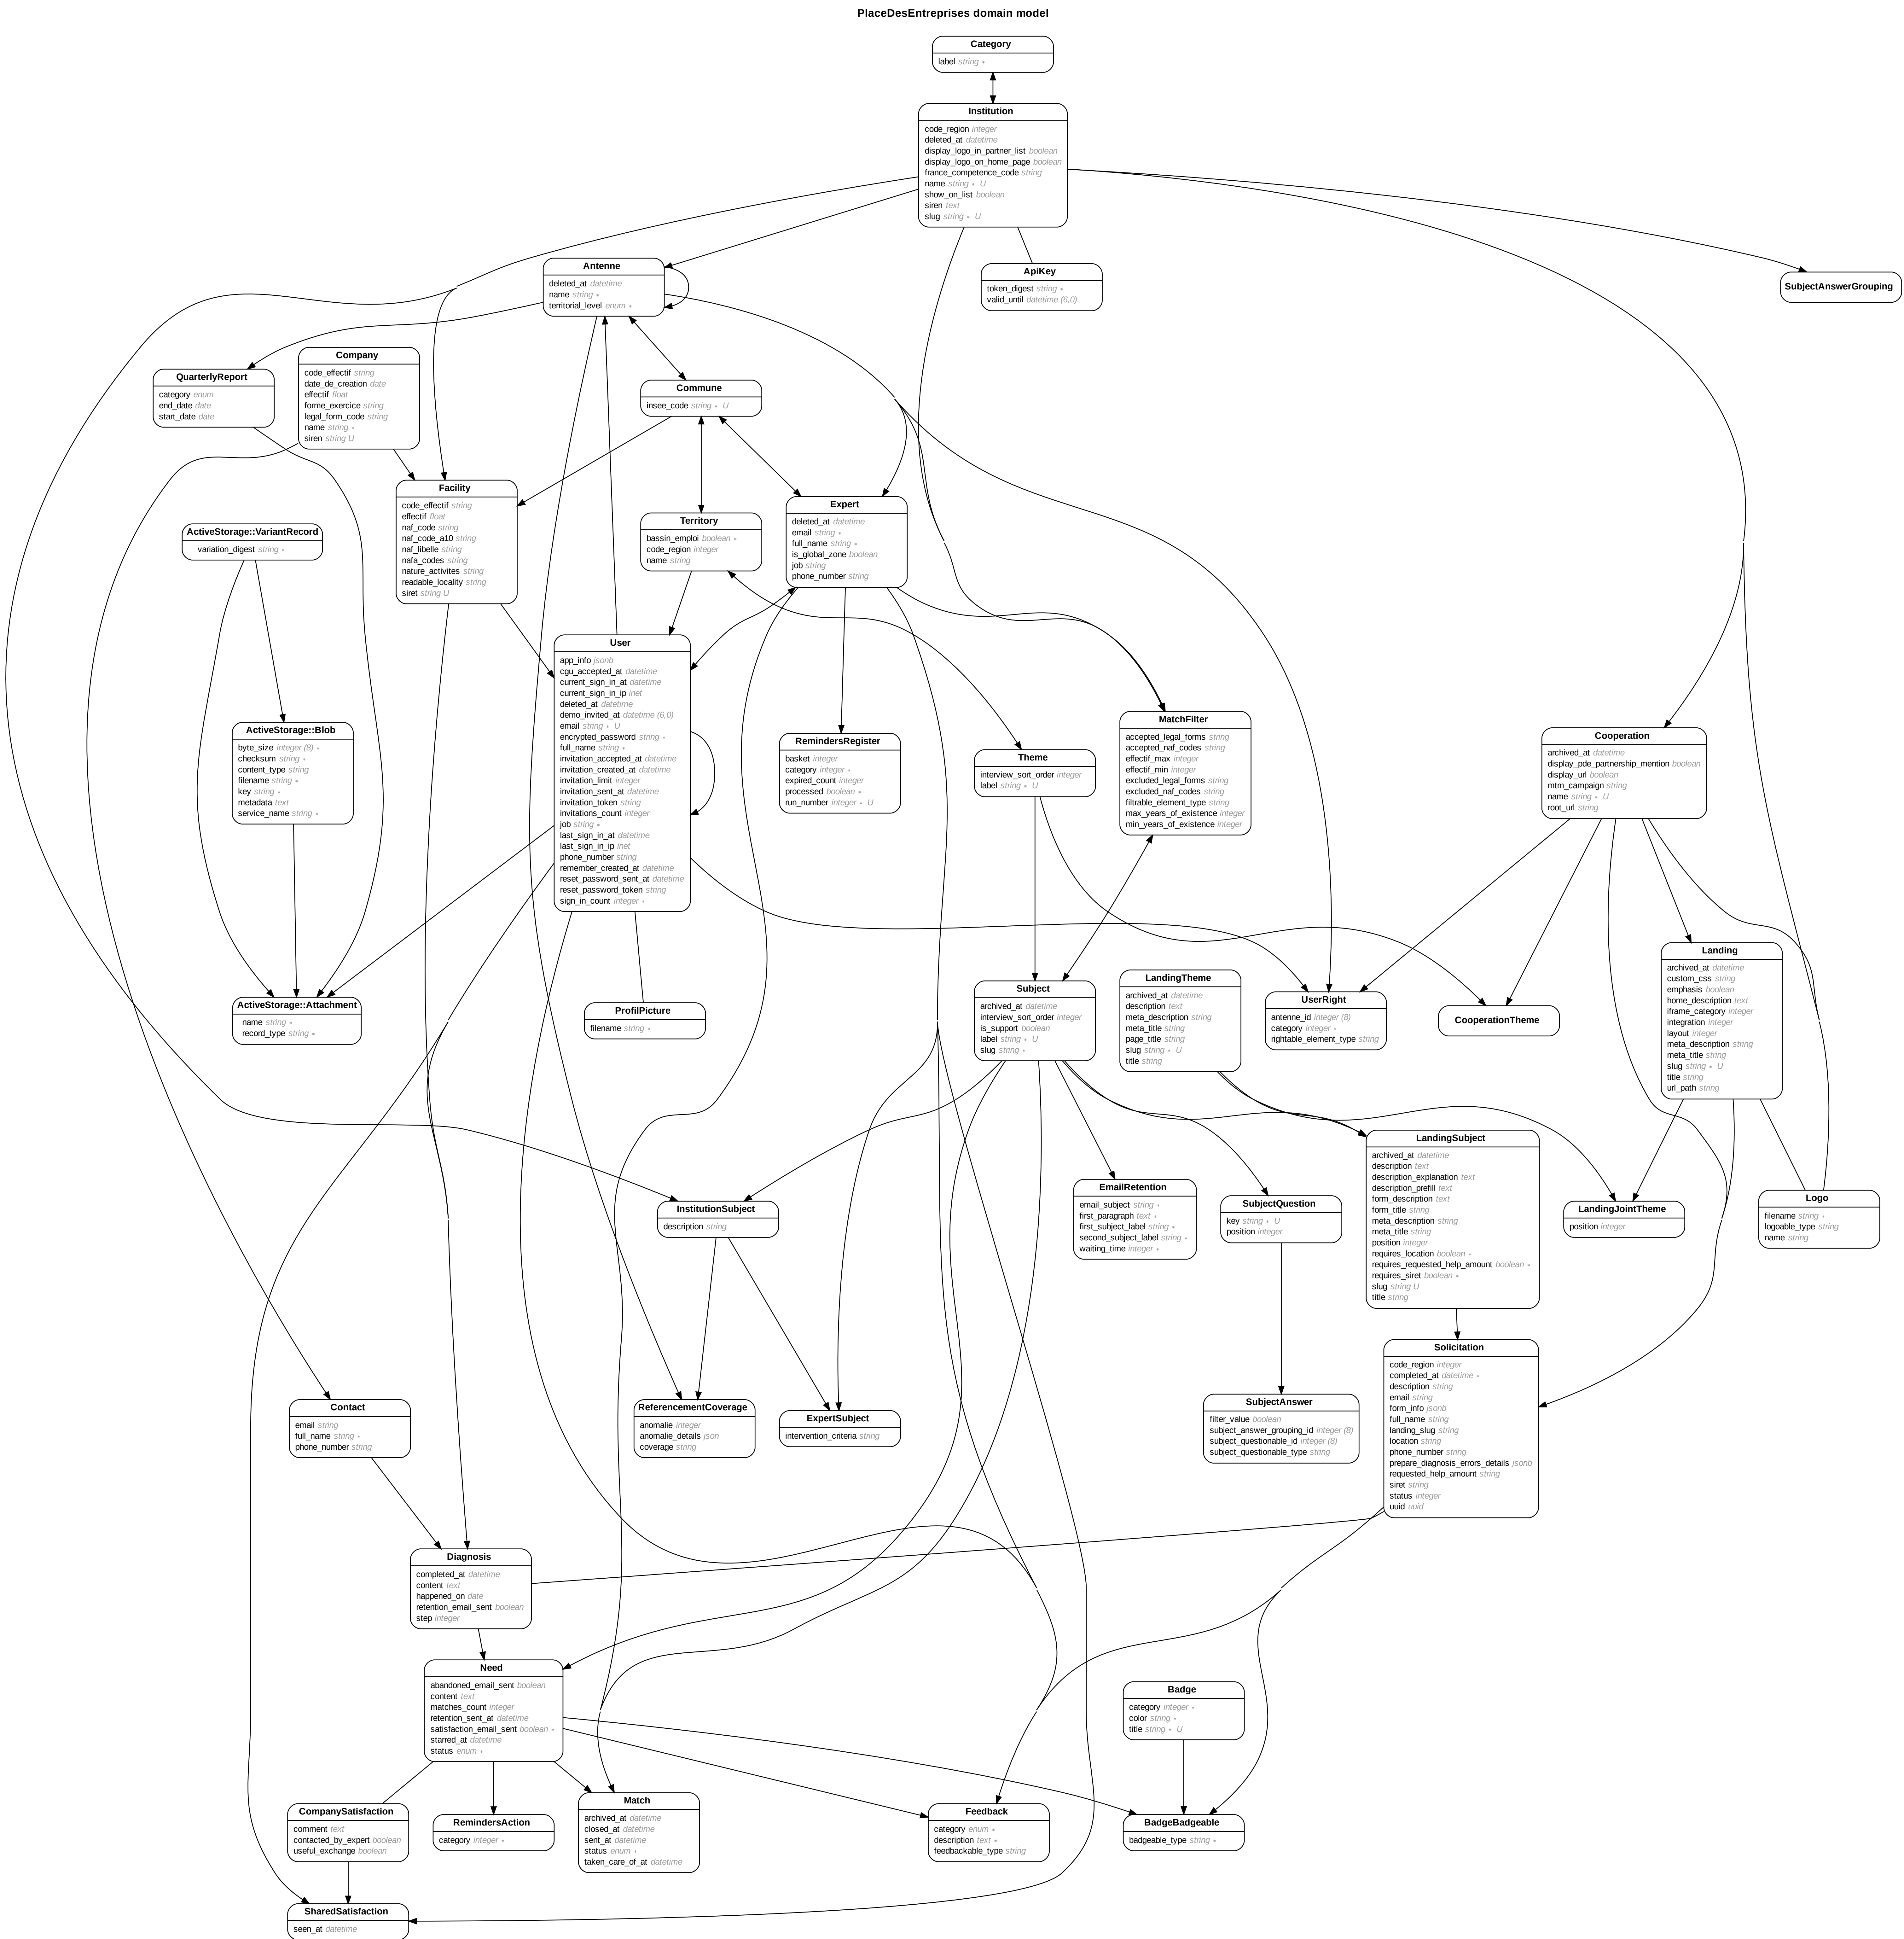 PlaceDesEntreprises domain model
Category
label string ∗
Institution
code_region integer
deleted_at datetime
display_logo_in_partner_list boolean
display_logo_on_home_page boolean
france_competence_code string
name string ∗ U
show_on_list boolean
siren text
slug string ∗ U
Antenne
deleted_at datetime
name string ∗
territorial_level enum ∗
ApiKey
token_digest string ∗
valid_until datetime (6,0)
SubjectAnswerGrouping
QuarterlyReport
category enum
end_date date
start_date date
Company
code_effectif string
date_de_creation date
effectif float
forme_exercice string
legal_form_code string
name string ∗
siren string U
Commune
insee_code string ∗ U
Facility
code_effectif string
effectif float
naf_code string
naf_code_a10 string
naf_libelle string
nafa_codes string
nature_activites string
readable_locality string
siret string U
Expert
deleted_at datetime
email string ∗
full_name string ∗
is_global_zone boolean
job string
phone_number string
Territory
bassin_emploi boolean ∗
code_region integer
name string
ActiveStorage::VariantRecord
variation_digest string ∗
User
app_info jsonb
cgu_accepted_at datetime
current_sign_in_at datetime
current_sign_in_ip inet
deleted_at datetime
demo_invited_at datetime (6,0)
email string ∗ U
encrypted_password string ∗
full_name string ∗
invitation_accepted_at datetime
invitation_created_at datetime
invitation_limit integer
invitation_sent_at datetime
invitation_token string
invitations_count integer
job string ∗
last_sign_in_at datetime
last_sign_in_ip inet
phone_number string
remember_created_at datetime
reset_password_sent_at datetime
reset_password_token string
sign_in_count integer ∗
ActiveStorage::Blob
byte_size integer (8) ∗
checksum string ∗
content_type string
filename string ∗
key string ∗
metadata text
service_name string ∗
RemindersRegister
basket integer
category integer ∗
expired_count integer
processed boolean ∗
run_number integer ∗ U
Theme
interview_sort_order integer
label string ∗ U
MatchFilter
accepted_legal_forms string
accepted_naf_codes string
effectif_max integer
effectif_min integer
excluded_legal_forms string
excluded_naf_codes string
filtrable_element_type string
max_years_of_existence integer
min_years_of_existence integer
Cooperation
archived_at datetime
display_pde_partnership_mention boolean
display_url boolean
mtm_campaign string
name string ∗ U
root_url string
ActiveStorage::Attachment
name string ∗
record_type string ∗
ProfilPicture
filename string ∗
Subject
archived_at datetime
interview_sort_order integer
is_support boolean
label string ∗ U
slug string ∗
LandingTheme
archived_at datetime
description text
meta_description string
meta_title string
page_title string
slug string ∗ U
title string
UserRight
antenne_id integer (8)
category integer ∗
rightable_element_type string
CooperationTheme
Landing
archived_at datetime
custom_css string
emphasis boolean
home_description text
iframe_category integer
integration integer
layout integer
meta_description string
meta_title string
slug string ∗ U
title string
url_path string
InstitutionSubject
description string
EmailRetention
email_subject string ∗
first_paragraph text ∗
first_subject_label string ∗
second_subject_label string ∗
waiting_time integer ∗
SubjectQuestion
key string ∗ U
position integer
LandingSubject
archived_at datetime
description text
description_explanation text
description_prefill text
form_description text
form_title string
meta_description string
meta_title string
position integer
requires_location boolean ∗
requires_requested_help_amount boolean ∗
requires_siret boolean ∗
slug string U
title string
LandingJointTheme
position integer
Logo
filename string ∗
logoable_type string
name string
Contact
email string
full_name string ∗
phone_number string
ReferencementCoverage
anomalie integer
anomalie_details json
coverage string
ExpertSubject
intervention_criteria string
SubjectAnswer
filter_value boolean
subject_answer_grouping_id integer (8)
subject_questionable_id integer (8)
subject_questionable_type string
Solicitation
code_region integer
completed_at datetime ∗
description string
email string
form_info jsonb
full_name string
landing_slug string
location string
phone_number string
prepare_diagnosis_errors_details jsonb
requested_help_amount string
siret string
status integer
uuid uuid
Diagnosis
completed_at datetime
content text
happened_on date
retention_email_sent boolean
step integer
Need
abandoned_email_sent boolean
content text
matches_count integer
retention_sent_at datetime
satisfaction_email_sent boolean ∗
starred_at datetime
status enum ∗
Badge
category integer ∗
color string ∗
title string ∗ U
CompanySatisfaction
comment text
contacted_by_expert boolean
useful_exchange boolean
RemindersAction
category integer ∗
Match
archived_at datetime
closed_at datetime
sent_at datetime
status enum ∗
taken_care_of_at datetime
Feedback
category enum ∗
description text ∗
feedbackable_type string
BadgeBadgeable
badgeable_type string ∗
SharedSatisfaction
seen_at datetime